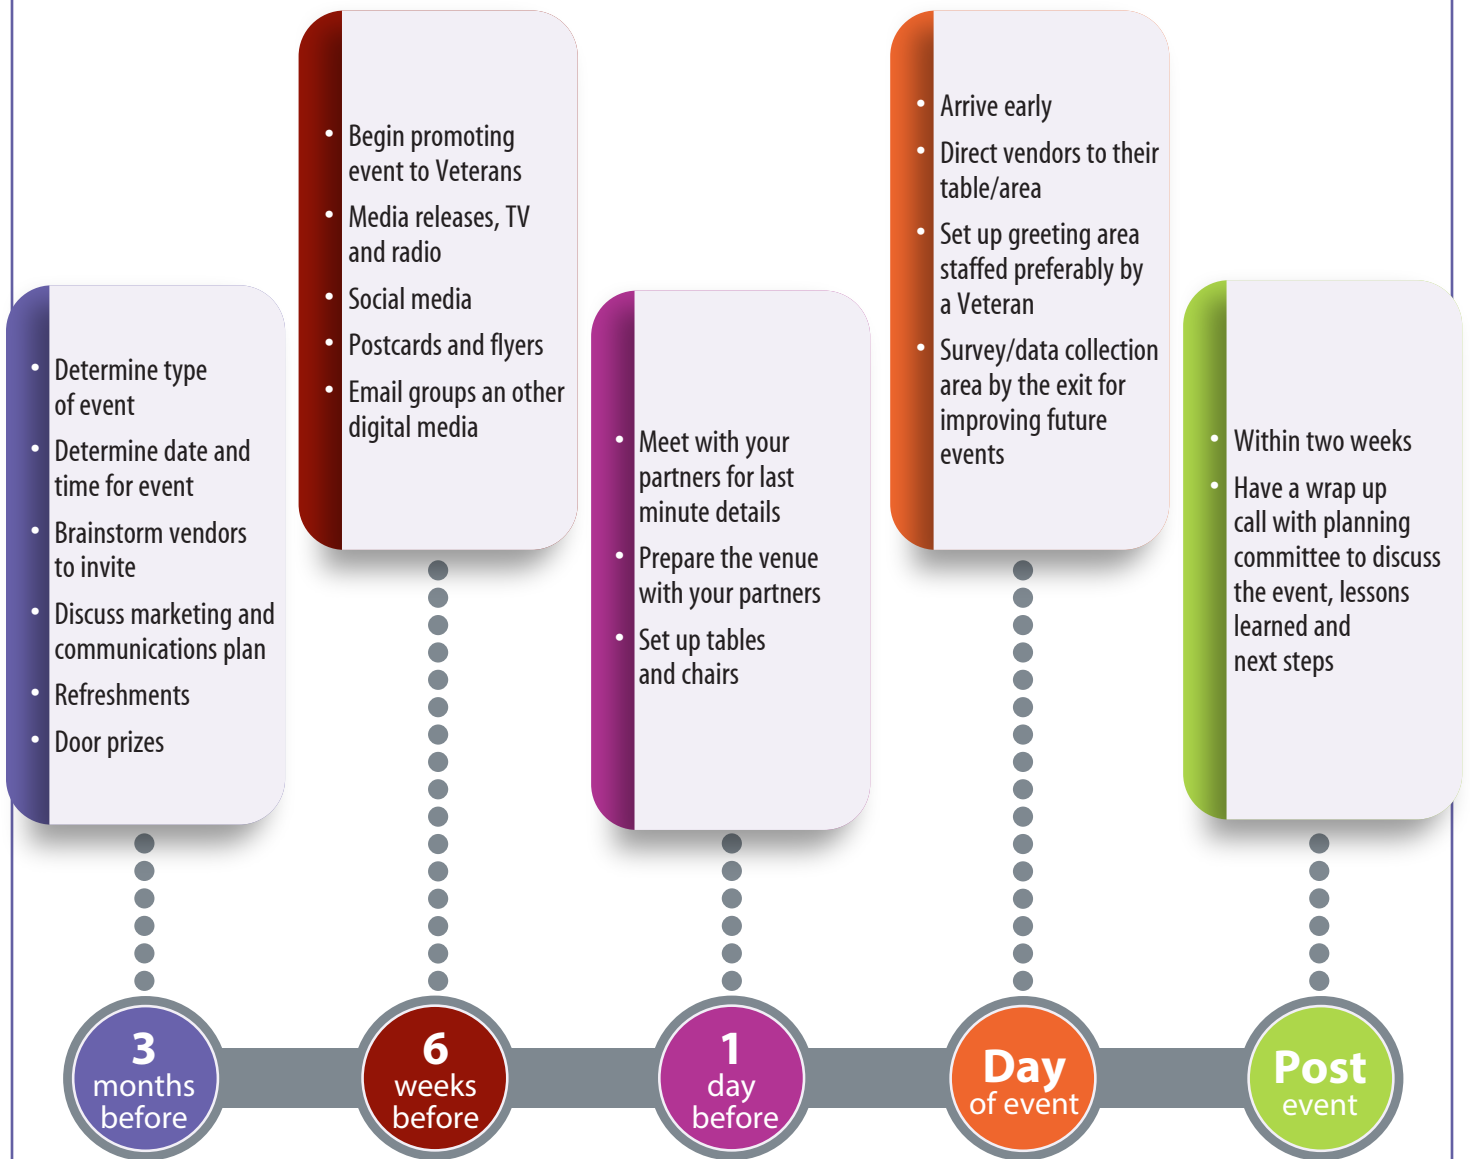 • Determine type
of event
• Determine date and
time for event
• Brainstorm vendors
to invite
• Discuss marketing and
communications plan
• Refreshments
• Door prizes
3
months
before
• Begin promoting
event to Veterans
• Media releases, TV
and radio
• Social media
• Postcards and flyers
• Email groups an other
digital media
6
weeks
before
• Meet with your
partners for last
minute details
• Prepare the venue
with your partners
• Set up tables
and chairs
1
day
before
• Arrive early
• Direct vendors to their
table/area
• Set up greeting area
staffed preferably by
a Veteran
• Survey/data collection
area by the exit for
improving future
events
Day
of event
• Within two weeks
• Have a wrap up
call with planning
committee to discuss
the event, lessons
learned and
next steps
Post
event